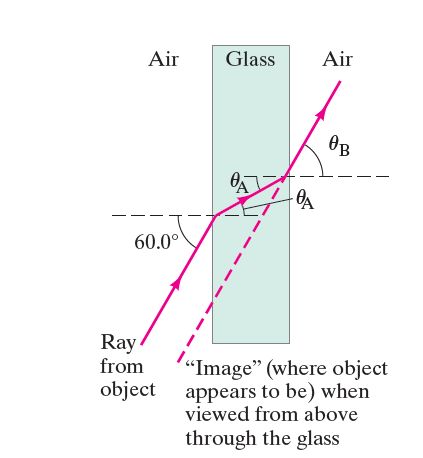 Air Glass Air
θB
θA
θA
60.0°
Ray
from
object
“Image” (where object
appears to be) when
viewed from above
through the glass